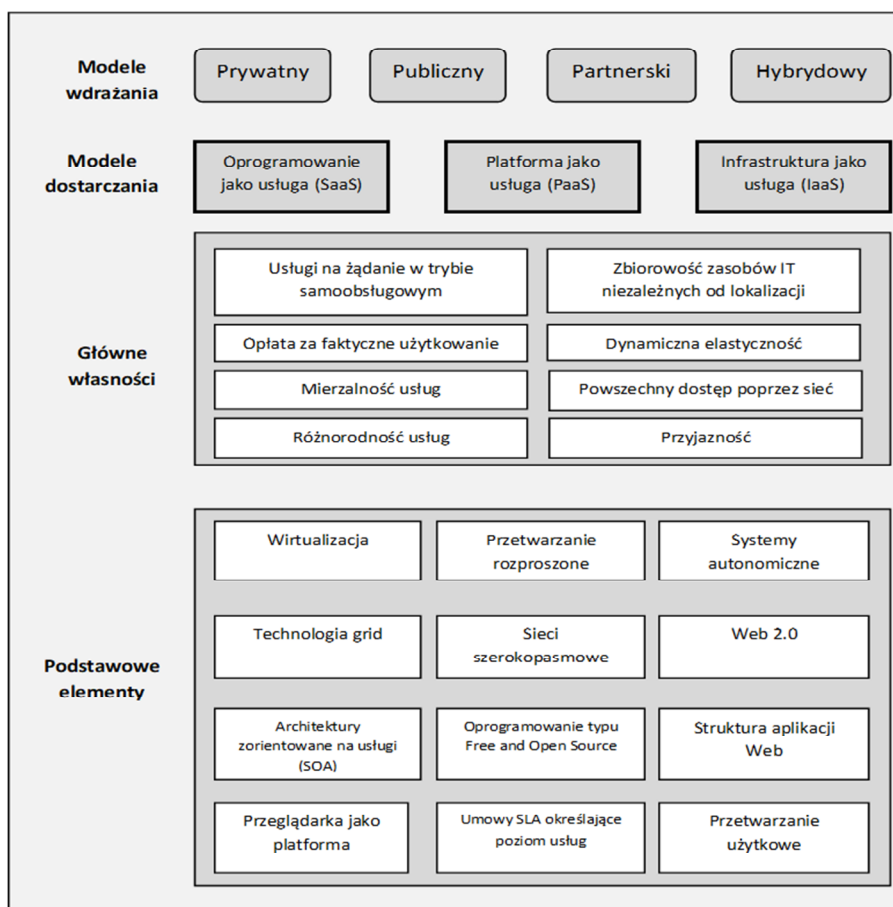 Modele
wdrażania
Prywatny
Publiczny
Partnerski
Hybrydowy
Modele
dostarczania
Oprogramowanie
jako usługa (SaaS)
Platforma jako
usługa (PaaS)
Infrastruktura jako
usługa (IaaS)
Główne
własności
Usługi na żądanie w trybie
samoobsługowym
Zbiorowość zasobów IT
niezależnych od lokalizacji
Opłata za faktyczne użytkowanie
Dynamiczna elastyczność
Mierzalność usług
Powszechny dostęp poprzez sieć
Różnorodność usług
Przyjazność
Podstawowe
elementy
Wirtualizacja
Przetwarzanie
rozproszone
Systemy
autonomiczne
Technologia grid
Sieci
szerokopasmowe
Web 2.0
Architektury
zorientowane na usługi
(SOA)
Oprogramowanie typu
Free and Open Source
Struktura aplikacji
Web
Przeglądarka jako
platforma
Umowy SLA określające
poziom usług
Przetwarzanie
użytkowe